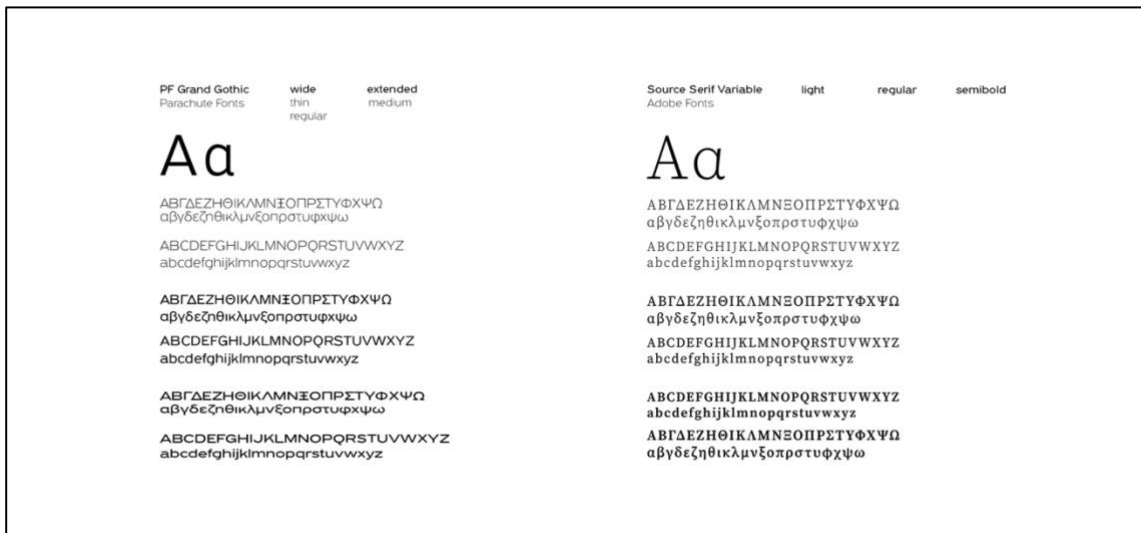 PF Grand Gothic wide extended
Parachute Fonts thin medium
regular
Aα
ΑΒΓΔΕΖΗΘΙΚΛΜΝΞΟΠΡΣΤΥΦΧΨΩ
αβγδεζηθικλμνξοπρστυφχψω
ABCDEFGHIJKLMNOPQRSTUVWXYZ
abcdefghijklmnopqrstuvwxyz
ΑΒΓΔΕΖΗΘΙΚΛΜΝΞΟΠΡΣΤΥΦΧΨΩ
αβγδεζηθικλμνξοπρστυφχψω
ABCDEFGHIJKLMNOPQRSTUVWXYZ
abcdefghijklmnopqrstuvwxyz
ΑΒΓΔΕΖΗΘΙΚΛΜΝΞΟΠΡΣΤΥΦΧΨΩ
αβγδεζηθικλμνξοπρστυφχψω
ABCDEFGHIJKLMNOPQRSTUVWXYZ
abcdefghijklmnopqrstuvwxyz
Source Serif Variable light regular semibold
Adobe Fonts
Aα
ΑΒΓΔΕΖΗΘΙΚΛΜΝΞΟΠΡΣΤΥΦΧΨΩ
αβγδεζηθικλμνξοπρστυφχψω
ABCDEFGHIJKLMNOPQRSTUVWXYZ
abcdefghijklmnopqrstuvwxyz
ΑΒΓΔΕΖΗΘΙΚΛΜΝΞΟΠΡΣΤΥΦΧΨΩ
αβγδεζηθικλμνξοπρστυφχψω
ABCDEFGHIJKLMNOPQRSTUVWXYZ
abcdefghijklmnopqrstuvwxyz
ABCDEFGHIJKLMNOPQRSTUVWXYZ
abcdefghijklmnopqrstuvwxyz
ΑΒΓΔΕΖΗΘΙΚΛΜΝΞΟΠΡΣΤΥΦΧΨΩ
αβγδεζηθικλμνξοπρστυφχψω